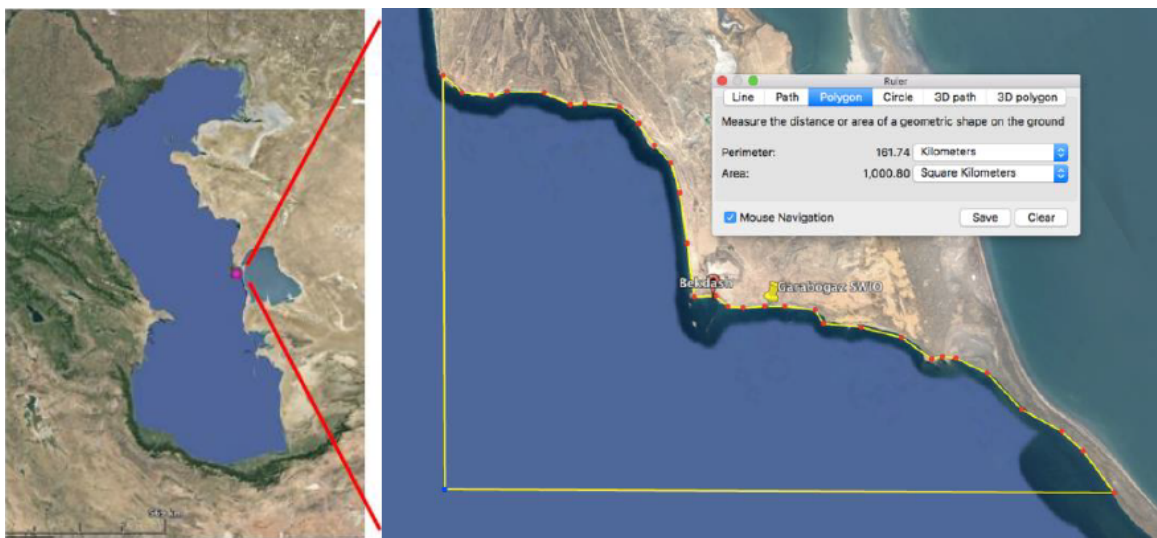 Ruler
Line Path Polygon Circle 3D path 3D polygon
Measure the distance or area of a geometric shape on the ground
Perimeter: 161.74 Kilometers
Area: 1,000.80 Square Kilometers
Mouse Navigation Save Clear
Bekdash
Garabogaz SWIO